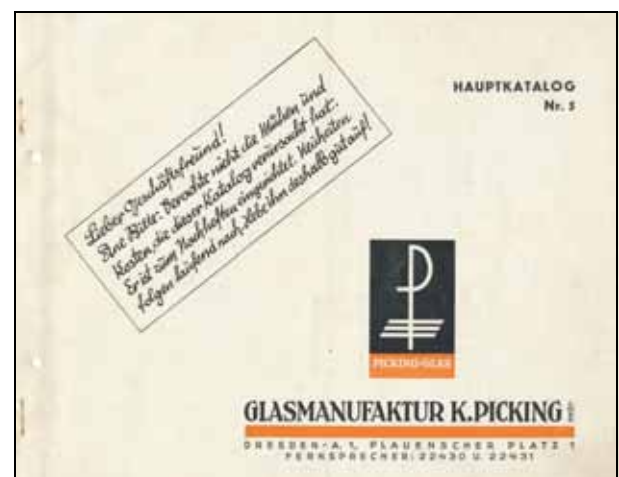 HAUPTKATALOG
Nr. 5
Lieber Geschäftsfreund!
Eine Bitte: Beachte nicht die Mühen und
Kosten, die dieser Katalog verursacht hat.
Er ist zum Nachheften eingerichtet. Neuheiten
folgen laufend nach, hebe ihn deshalb gut auf!
PICKING-GLAS
GLASMANUFAKTUR K.PICKING
DRESDEN-A.1, PLAUENSCHER PLATZ 1
FERNSPRECHER: 22430 U. 22431